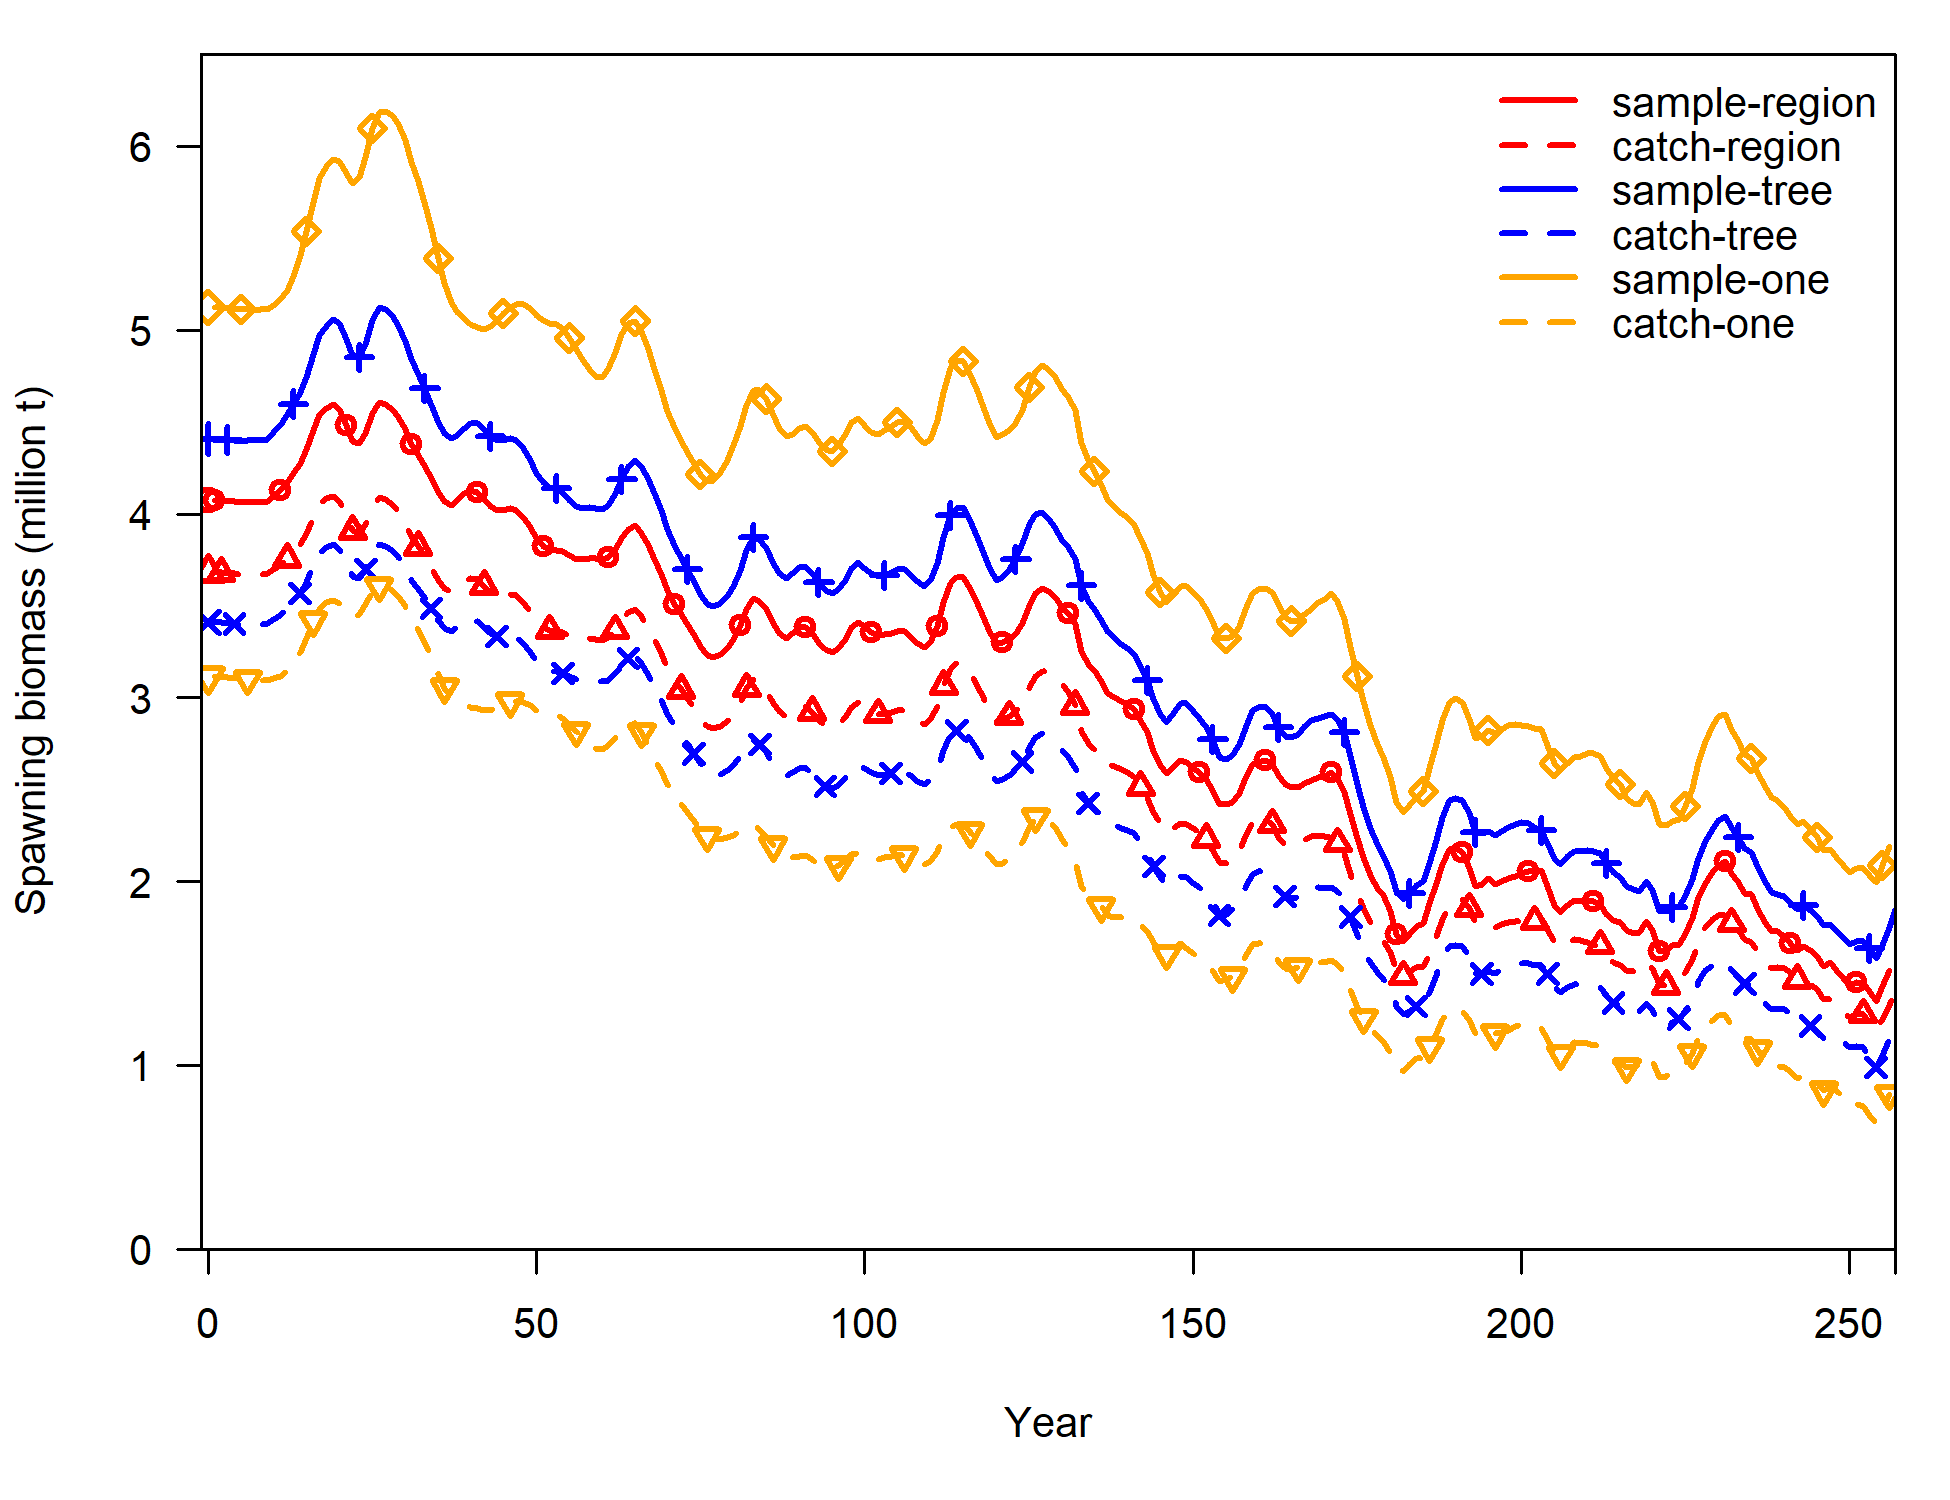 Spawning biomass (million t)
6
5
4
3
2
1
0
sample-region
catch-region
sample-tree
catch-tree
sample-one
catch-one
0 50 100 150 200 250
Year